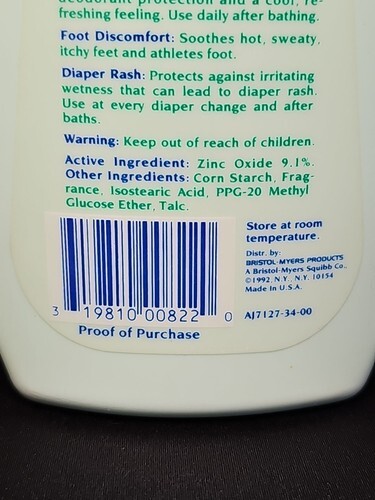 deodorant protection and a cool, re-
freshing feeling. Use daily after bathing.
Foot Discomfort: Soothes hot, sweaty,
itchy feet and athletes foot.
Diaper Rash: Protects against irritating
wetness that can lead to diaper rash.
Use at every diaper change and after
baths.
Warning: Keep out of reach of children.
Active Ingredient: Zinc Oxide 9.1%.
Other Ingredients: Corn Starch, Frag-
rance, Isostearic Acid, PPG-20 Methyl
Glucose Ether, Talc.
3 19810 00822 0
Proof of Purchase
Store at room
temperature.
Distr. by:
BRISTOL-MYERS PRODUCTS
A Bristol-Myers Squibb Co.,
©1992, N.Y., N.Y. 10154
Made in U.S.A.
AJ7127-34-00